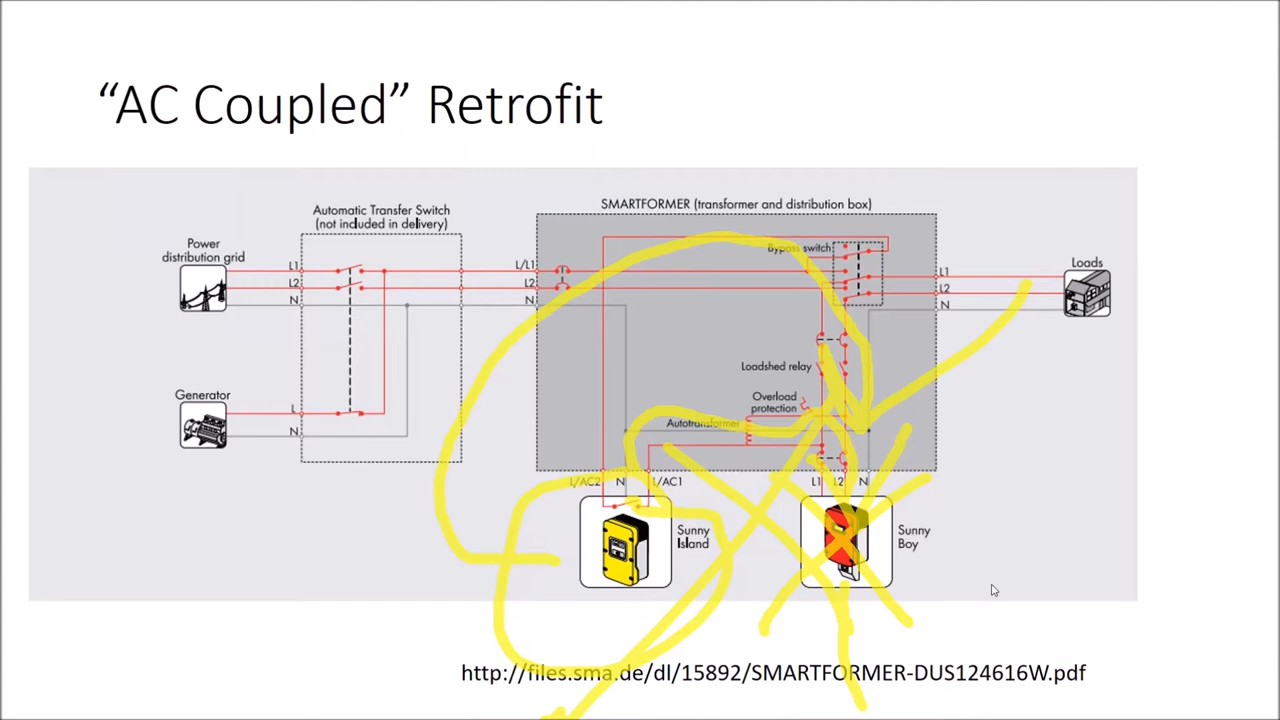 “AC Coupled” Retrofit
SMARTFORMER (transformer and distribution box)
Automatic Transfer Switch
(not included in delivery)
Power
distribution grid
Bypass switch
Loads
L1
L2
N
L/L1
L2
N
L1
L2
N
Loadshed relay
Generator
L
N
Overload
protection
Autotransformer
L/AC2
N
L/AC1
L1
L2
N
Sunny
Island
Sunny
Boy
http://files.sma.de/dl/15892/SMARTFORMER-DUS124616W.pdf